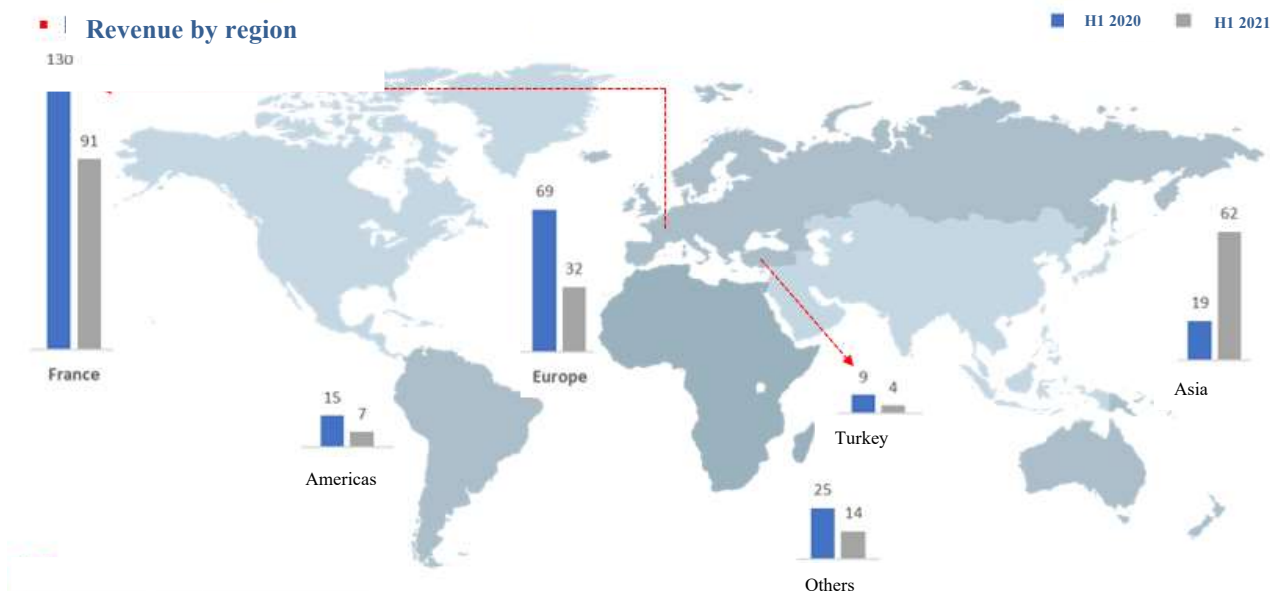 Revenue by region
H1 2020
H1 2021
130
91
France
69
32
Europe
62
19
Asia
15
7
Americas
9
4
Turkey
25
14
Others